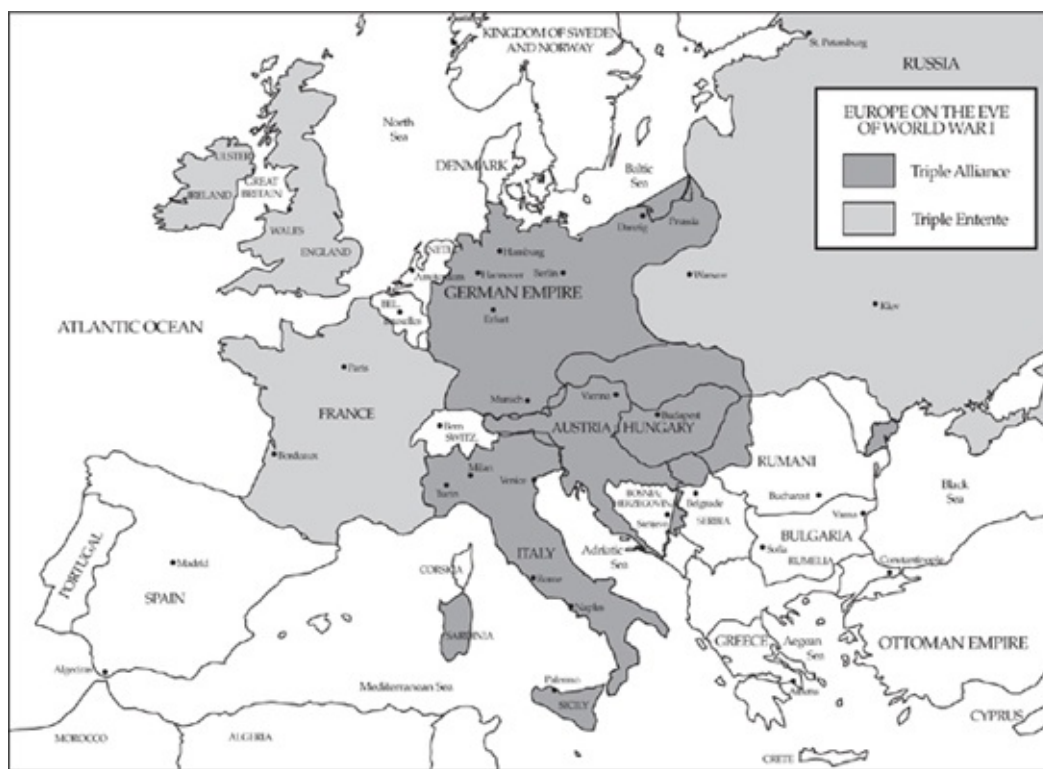 KINGDOM OF SWEDEN
AND NORWAY
St. Petersburg
RUSSIA
EUROPE ON THE EVE
OF WORLD WAR I
Triple Alliance
Triple Entente
North
Sea
DENMARK
Baltic
Sea
ULSTER
IRELAND
GREAT
BRITAIN
WALES
ENGLAND
Danzig
Prussia
Hamburg
NETH
Amsterdam
Hannover
Berlin
Warsaw
Kiev
GERMAN EMPIRE
BEL.
Brusselles
Erfurt
ATLANTIC OCEAN
Paris
FRANCE
Munich
Vienna
Budapest
AUSTRIA HUNGARY
Bern
SWITZ.
Bordeaux
Milan
Turin
Venice
RUMANI
Bucharest
Black
Sea
BOSNIA,
HERZEGOVIN.
Belgrade
SERBIA
Varna
BULGARIA
Sofia
RUMELIA
Constantinople
ITALY
Adriatic
Sea
CORSICA
Rome
Naples
PORTUGAL
Madrid
SPAIN
SARDINIA
GREECE
Aegean
Sea
OTTOMAN EMPIRE
Athens
Algeciras
Mediterranean Sea
Palermo
SICILY
CYPRUS
MOROCCO
ALGERIA
CRETE